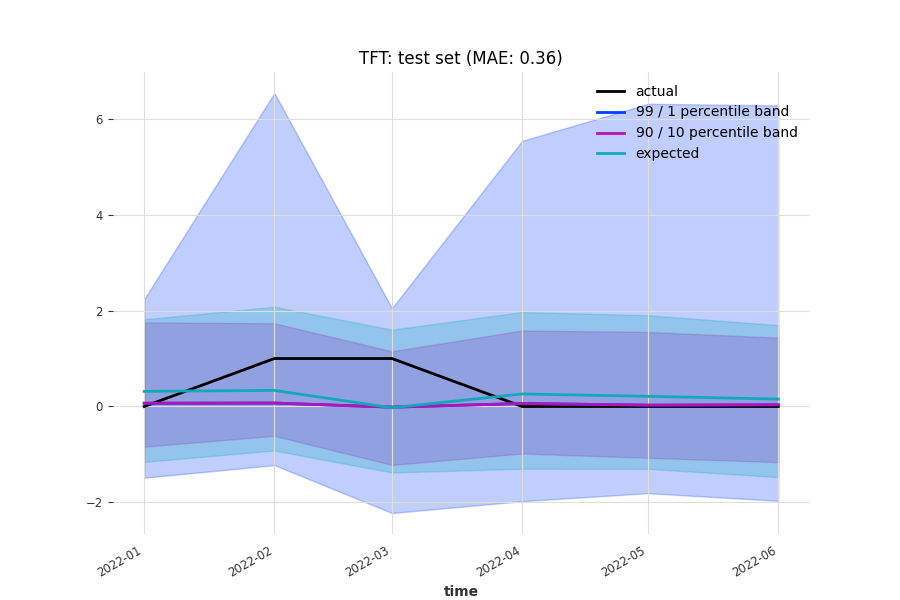 TFT: test set (MAE: 0.36)
actual
99 / 1 percentile band
90 / 10 percentile band
expected
6
4
2
0
−2
2022-01
2022-02
2022-03
2022-04
2022-05
2022-06
time